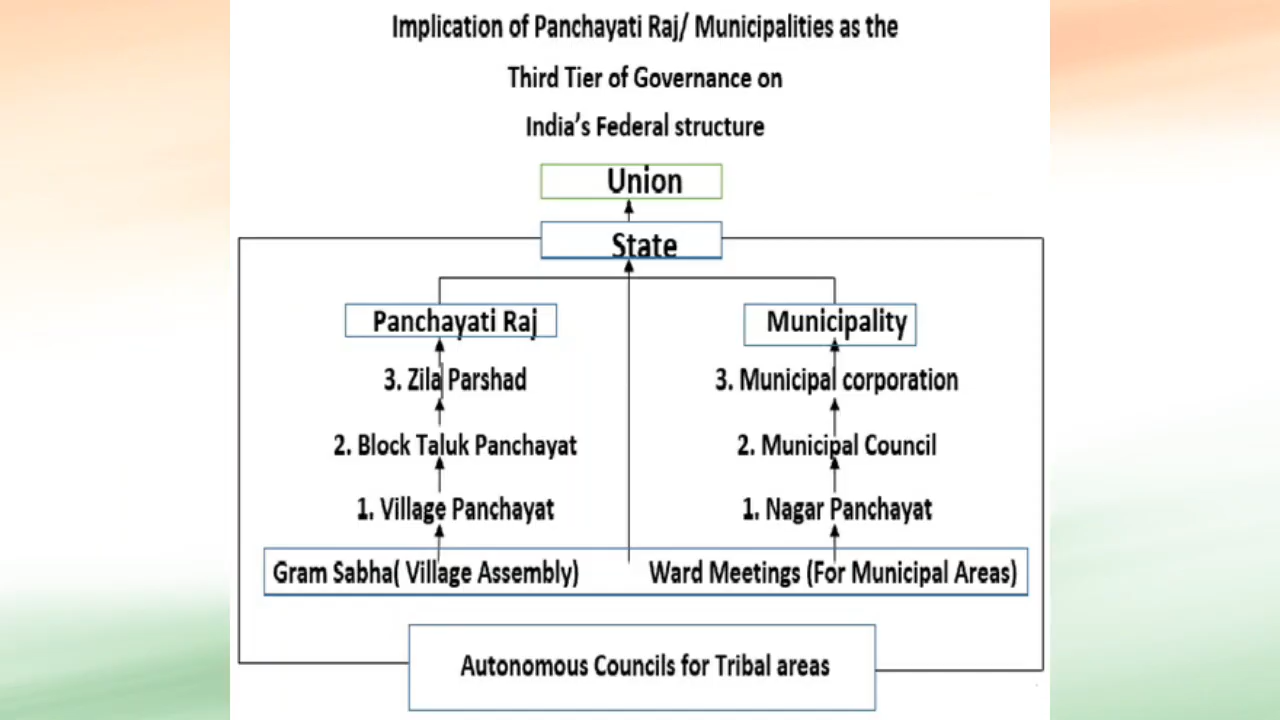 Implication of Panchayati Raj/ Municipalities as the
Third Tier of Governance on
India's Federal structure
Union
State
Panchayati Raj
Municipality
3. Zila Parshad
3. Municipal corporation
2. Block Taluk Panchayat
2. Municipal Council
1. Village Panchayat
1. Nagar Panchayat
Gram Sabha( Village Assembly)
Ward Meetings (For Municipal Areas)
Autonomous Councils for Tribal areas